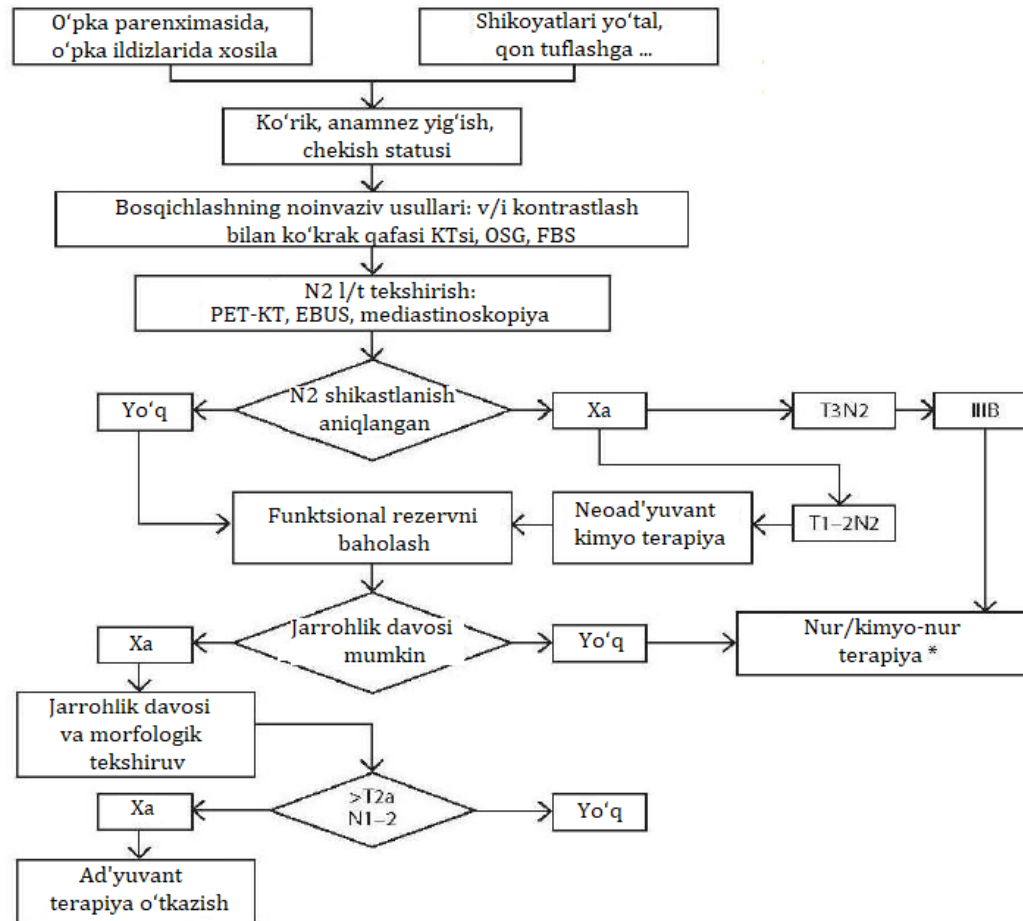 O‘pka parenximasida,
o‘pka ildizlarida xosila
Shikoyatlari yo‘tal,
qon tuflashga ...
Ko‘rik, anamnez yig‘ish,
chekish statusi
Bosqichlashning noinvaziv usullari: v/i kontrastlash
bilan ko‘krak qafasi KTsi, OSG, FBS
N2 l/t tekshirish:
PET-KT, EBUS, mediastinoskopiya
Yo‘q
N2 shikastlanish
aniqlangan
Xa
T3N2
IIIB
Funktsional rezervni
baholash
Neoad'yuvant
kimyo terapiya
T1–2N2
Xa
Jarrohlik davosi
mumkin
Yo‘q
Nur/kimyo-nur
terapiya *
Jarrohlik davosi
va morfologik
tekshiruv
Xa
>T2a
N1–2
Yo‘q
Ad'yuvant
terapiya o‘tkazish